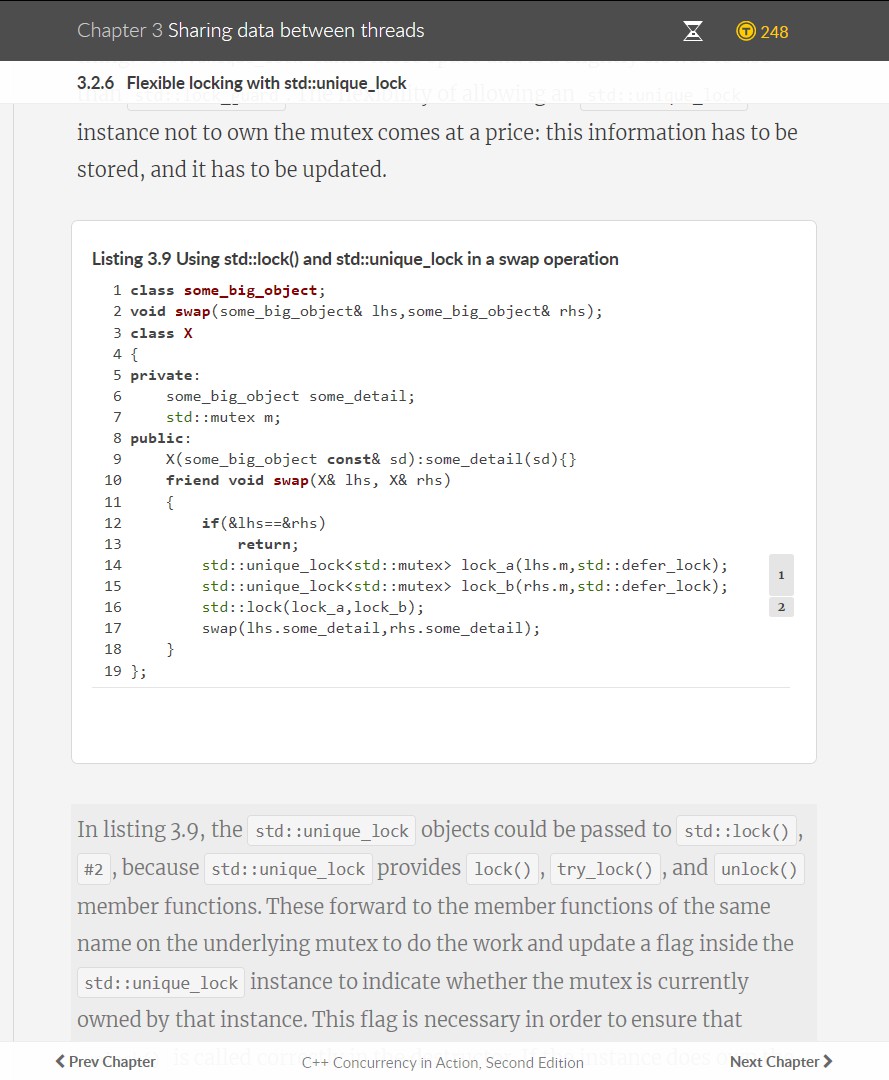 Chapter 3 Sharing data between threads
248
3.2.6 Flexible locking with std::unique_lock
instance not to own the mutex comes at a price: this information has to be
stored, and it has to be updated.
Listing 3.9 Using std::lock() and std::unique_lock in a swap operation
1 class some_big_object;
2 void swap(some_big_object& lhs,some_big_object& rhs);
3 class X
4 {
5 private:
6     some_big_object some_detail;
7     std::mutex m;
8 public:
9     X(some_big_object const& sd):some_detail(sd){}
10     friend void swap(X& lhs, X& rhs)
11     {
12         if(&lhs==&rhs)
13             return;
14         std::unique_lock<std::mutex> lock_a(lhs.m,std::defer_lock);
15         std::unique_lock<std::mutex> lock_b(rhs.m,std::defer_lock);
1
16         std::lock(lock_a,lock_b);
2
17         swap(lhs.some_detail,rhs.some_detail);
18     }
19 };
In listing 3.9, the std::unique_lock objects could be passed to std::lock() ,
#2 , because std::unique_lock provides lock() , try_lock() , and unlock()
member functions. These forward to the member functions of the same
name on the underlying mutex to do the work and update a flag inside the
std::unique_lock instance to indicate whether the mutex is currently
owned by that instance. This flag is necessary in order to ensure that
Prev Chapter
C++ Concurrency in Action, Second Edition
Next Chapter